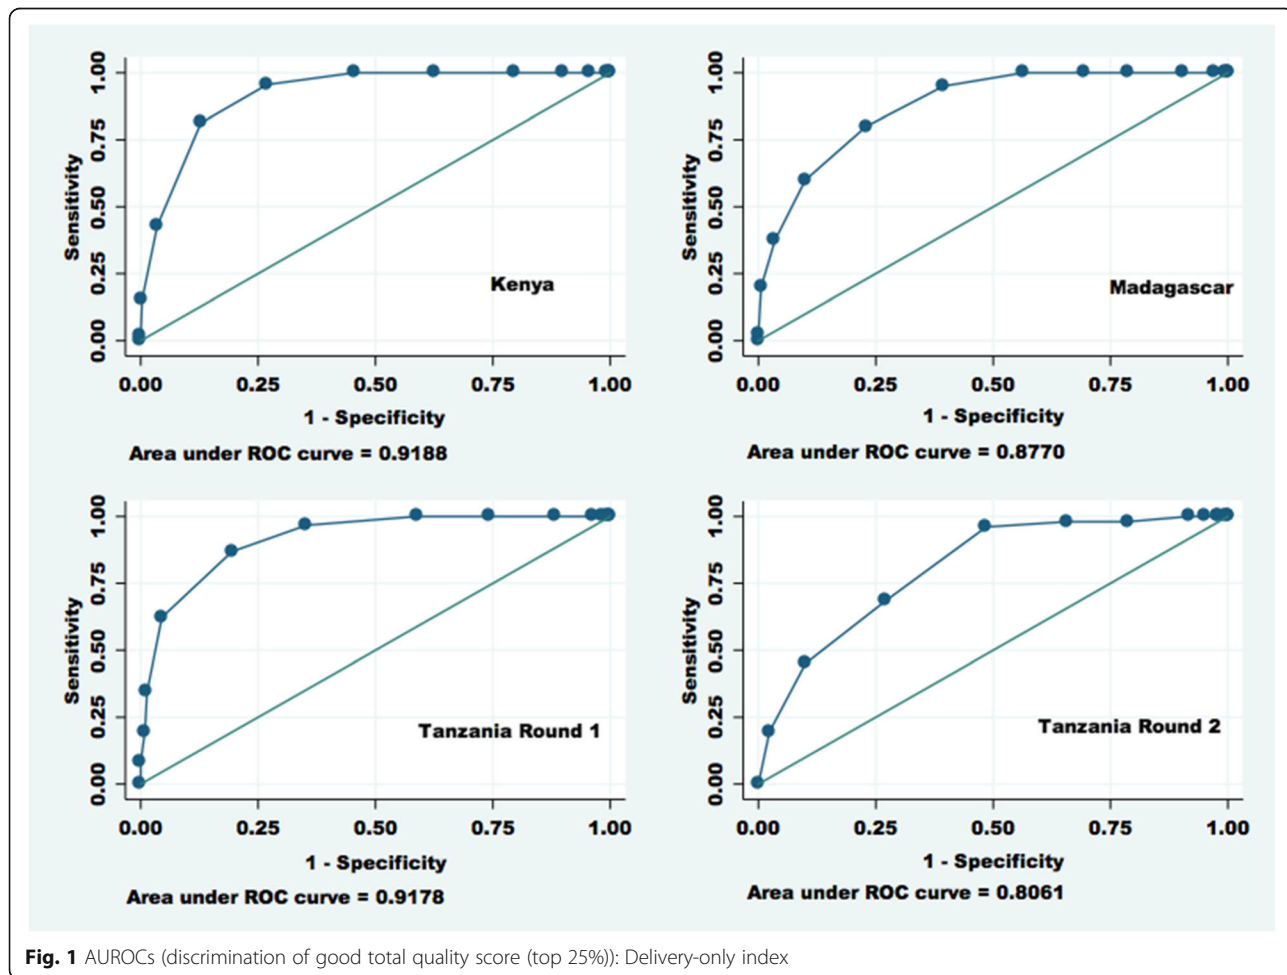 1.00
0.75
0.50
0.25
0.00
Sensitivity
Kenya
0.00 0.25 0.50 0.75 1.00
1 - Specificity
Area under ROC curve = 0.9188
1.00
0.75
0.50
0.25
0.00
Sensitivity
Madagascar
0.00 0.25 0.50 0.75 1.00
1 - Specificity
Area under ROC curve = 0.8770
1.00
0.75
0.50
0.25
0.00
Sensitivity
Tanzania Round 1
0.00 0.25 0.50 0.75 1.00
1 - Specificity
Area under ROC curve = 0.9178
1.00
0.75
0.50
0.25
0.00
Sensitivity
Tanzania Round 2
0.00 0.25 0.50 0.75 1.00
1 - Specificity
Area under ROC curve = 0.8061
Fig. 1 AUROCs (discrimination of good total quality score (top 25%)): Delivery-only index